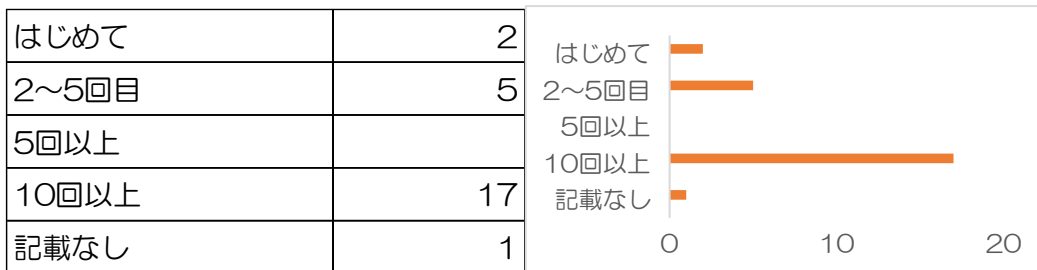 はじめて 2
2~5回目 5
5回以上
10回以上 17
記載なし 1
はじめて
2~5回目
5回以上
10回以上
記載なし
0 10 20